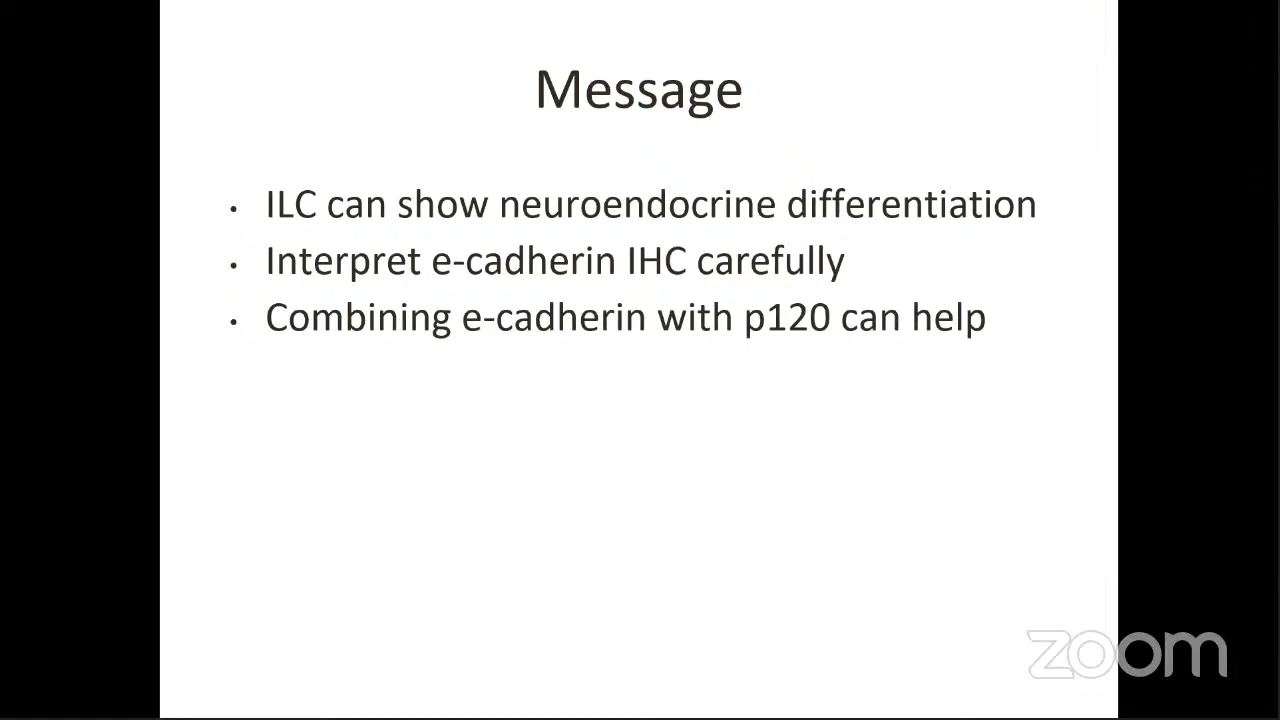 Message
• ILC can show neuroendocrine differentiation
• Interpret e-cadherin IHC carefully
• Combining e-cadherin with p120 can help
zoom